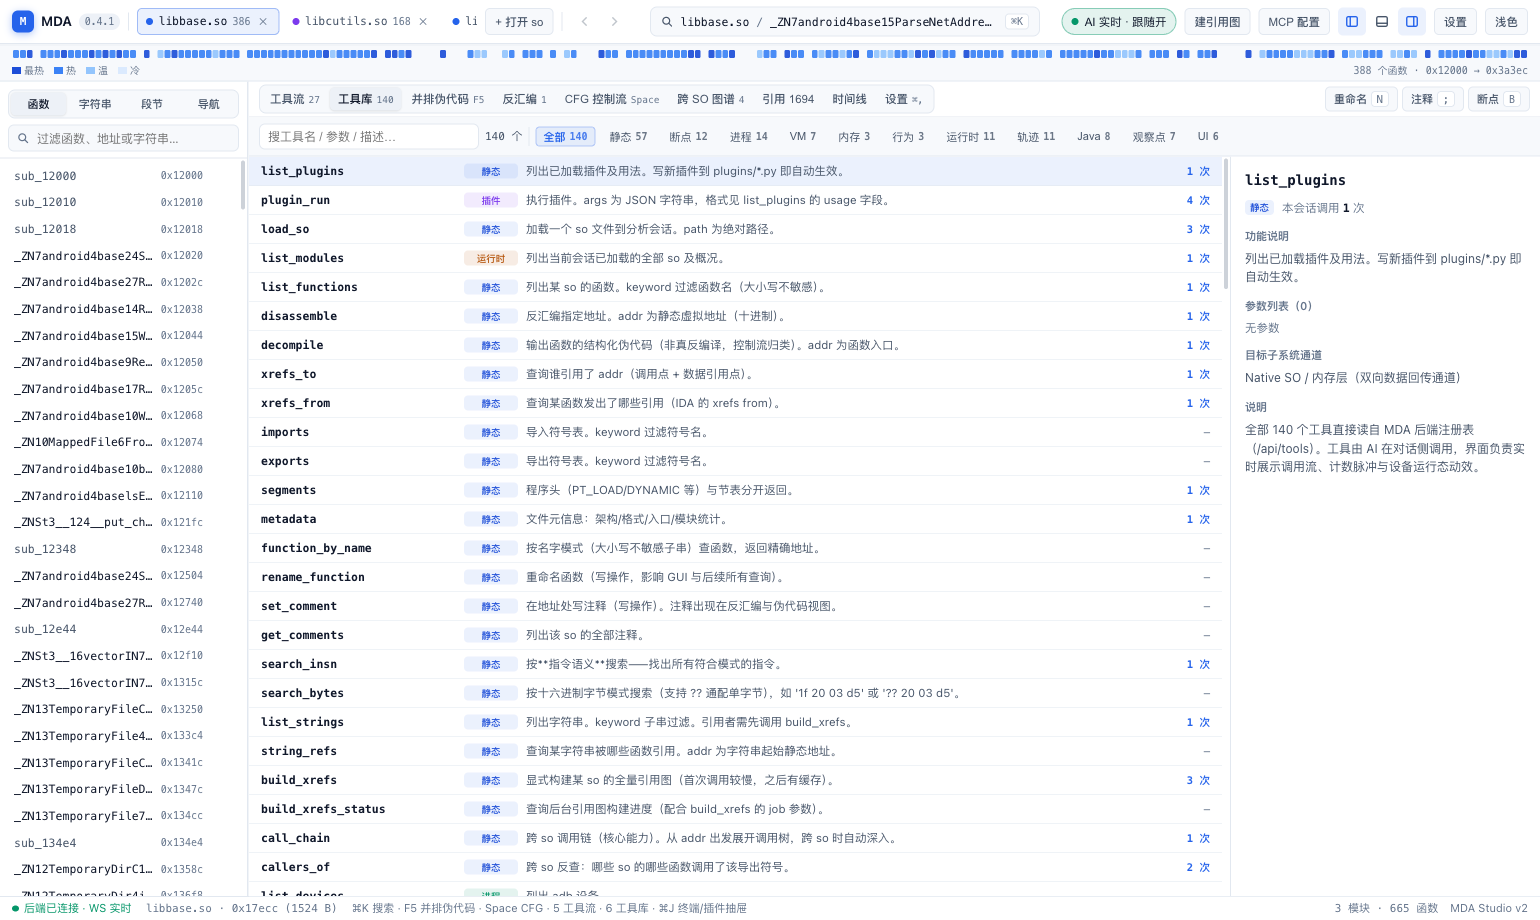 M MDA 0.4.1 libbase.so 386 × libcutils.so 168 × li + 打开 so libbase.so / _ZN7android4base15ParseNetAddre… ⌘K AI 实时 · 跟随开 建引用图 MCP 配置 设置 浅色
最热 热 温 冷 388 个函数 · 0x12000 → 0x3a3ec
函数 字符串 段节 导航
工具流 27 工具库 140 并排伪代码 F5 反汇编 1 CFG 控制流 Space 跨 SO 图谱 4 引用 1694 时间线 设置 ⌘, 重命名 N 注释 ; 断点 B
过滤函数、地址或字符串…
搜工具名 / 参数 / 描述… 140 个 全部 140 静态 57 断点 12 进程 14 VM 7 内存 3 行为 3 运行时 11 轨迹 11 Java 8 观察点 7 UI 6
sub_12000 0x12000
sub_12010 0x12010
sub_12018 0x12018
_ZN7android4base24S… 0x12020
_ZN7android4base27R… 0x1202c
_ZN7android4base14R… 0x12038
_ZN7android4base15W… 0x12044
_ZN7android4base9Re… 0x12050
_ZN7android4base17R… 0x1205c
_ZN7android4base10W… 0x12068
_ZN10MappedFile6Fro… 0x12074
_ZN7android4base10b… 0x12080
_ZN7android4baselsE… 0x12110
_ZNSt3__124__put_ch… 0x121fc
sub_12348 0x12348
_ZN7android4base24S… 0x12504
_ZN7android4base27R… 0x12740
sub_12e44 0x12e44
_ZNSt3__16vectorIN7… 0x12f10
_ZNSt3__16vectorIN7… 0x1315c
_ZN13TemporaryFileC… 0x13250
_ZN13TemporaryFile4… 0x133c4
_ZN13TemporaryFileC… 0x1341c
_ZN13TemporaryFileD… 0x1347c
_ZN13TemporaryFile7… 0x134cc
sub_134e4 0x134e4
_ZN12TemporaryDirC1… 0x1358c
_ZN12TemporaryDir4i… 0x136f8
list_plugins 静态 列出已加载插件及用法。写新插件到 plugins/*.py 即自动生效。 1 次
plugin_run 插件 执行插件。args 为 JSON 字符串，格式见 list_plugins 的 usage 字段。 4 次
load_so 静态 加载一个 so 文件到分析会话。path 为绝对路径。 3 次
list_modules 运行时 列出当前会话已加载的全部 so 及概况。 1 次
list_functions 静态 列出某 so 的函数。keyword 过滤函数名（大小写不敏感）。 1 次
disassemble 静态 反汇编指定地址。addr 为静态虚拟地址（十进制）。 1 次
decompile 静态 输出函数的结构化伪代码（非真反编译，控制流归类）。addr 为函数入口。 1 次
xrefs_to 静态 查询谁引用了 addr（调用点 + 数据引用点）。 1 次
xrefs_from 静态 查询某函数发出了哪些引用（IDA 的 xrefs from）。 1 次
imports 静态 导入符号表。keyword 过滤符号名。 —
exports 静态 导出符号表。keyword 过滤符号名。 —
segments 静态 程序头（PT_LOAD/DYNAMIC 等）与节表分开返回。 1 次
metadata 静态 文件元信息：架构/格式/入口/模块统计。 1 次
function_by_name 静态 按名字模式（大小写不敏感子串）查函数，返回精确地址。 —
rename_function 静态 重命名函数（写操作，影响 GUI 与后续所有查询）。 —
set_comment 静态 在地址处写注释（写操作）。注释出现在反汇编与伪代码视图。 —
get_comments 静态 列出该 so 的全部注释。 —
search_insn 静态 按**指令语义**搜索——找出所有符合模式的指令。 1 次
search_bytes 静态 按十六进制字节模式搜索（支持 ?? 通配单字节），如 '1f 20 03 d5' 或 '?? 20 03 d5'。 —
list_strings 静态 列出字符串。keyword 子串过滤。引用者需先调用 build_xrefs。 1 次
string_refs 静态 查询某字符串被哪些函数引用。addr 为字符串起始静态地址。 —
build_xrefs 静态 显式构建某 so 的全量引用图（首次调用较慢，之后有缓存）。 3 次
build_xrefs_status 静态 查询后台引用图构建进度（配合 build_xrefs 的 job 参数）。 —
call_chain 静态 跨 so 调用链（核心能力）。从 addr 出发展开调用树，跨 so 时自动深入。 1 次
callers_of 静态 跨 so 反查：哪些 so 的哪些函数调用了该导出符号。 2 次
list_devices 进程 列出 adb 设备
list_plugins
静态 本会话调用 1 次
功能说明
列出已加载插件及用法。写新插件到 plugins/*.py 即
自动生效。
参数列表（0）
无参数
目标子系统通道
Native SO / 内存层（双向数据回传通道）
说明
全部 140 个工具直接读自 MDA 后端注册表
（/api/tools）。工具由 AI 在对话侧调用，界面负责实
时展示调用流、计数脉冲与设备运行态动效。
后端已连接 · WS 实时 libbase.so · 0x17ecc (1524 B) ⌘K 搜索 · F5 并排伪代码 · Space CFG · 5 工具流 · 6 工具库 · ⌘J 终端/插件抽屉 3 模块 · 665 函数 MDA Studio v2